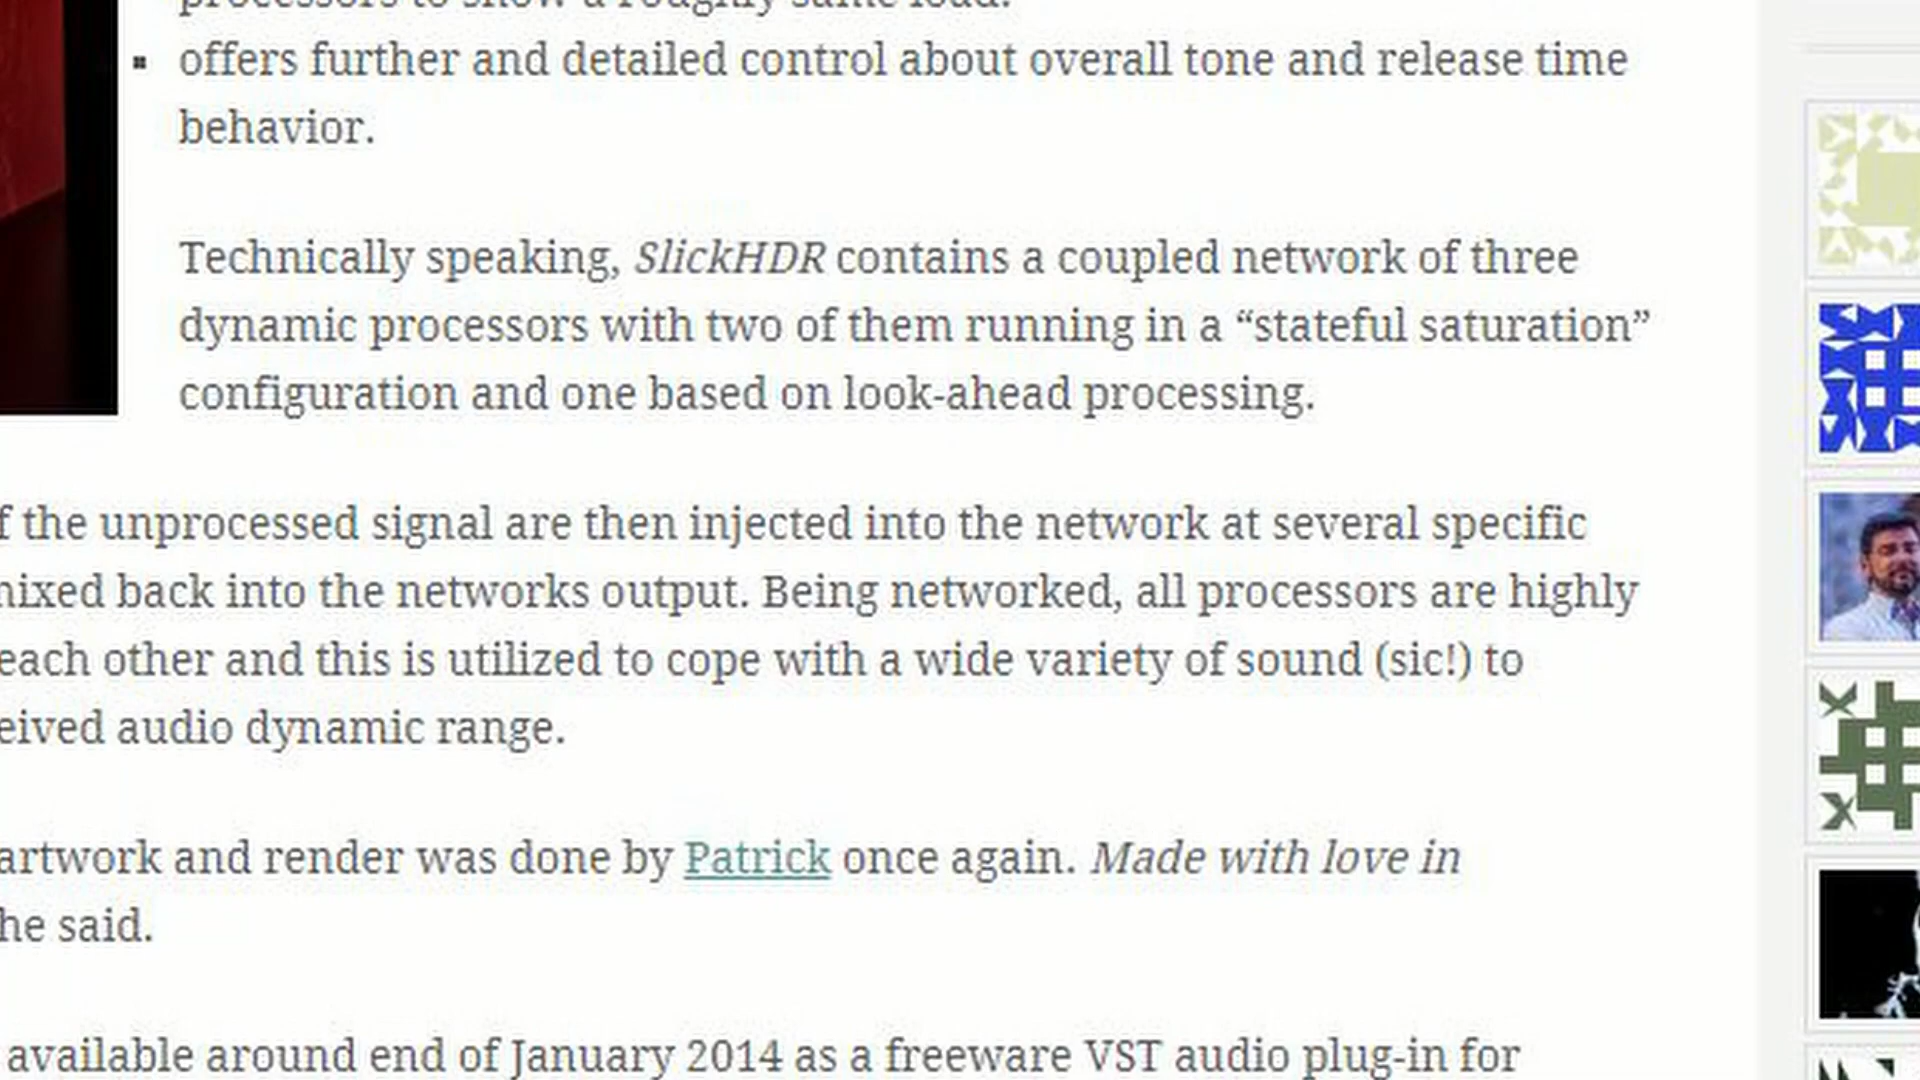 processors to show a roughly same load.
▪ offers further and detailed control about overall tone and release time
behavior.
Technically speaking, SlickHDR contains a coupled network of three
dynamic processors with two of them running in a “stateful saturation”
configuration and one based on look-ahead processing.
f the unprocessed signal are then injected into the network at several specific
mixed back into the networks output. Being networked, all processors are highly
each other and this is utilized to cope with a wide variety of sound (sic!) to
eived audio dynamic range.
artwork and render was done by Patrick once again. Made with love in
he said.
available around end of January 2014 as a freeware VST audio plug-in for